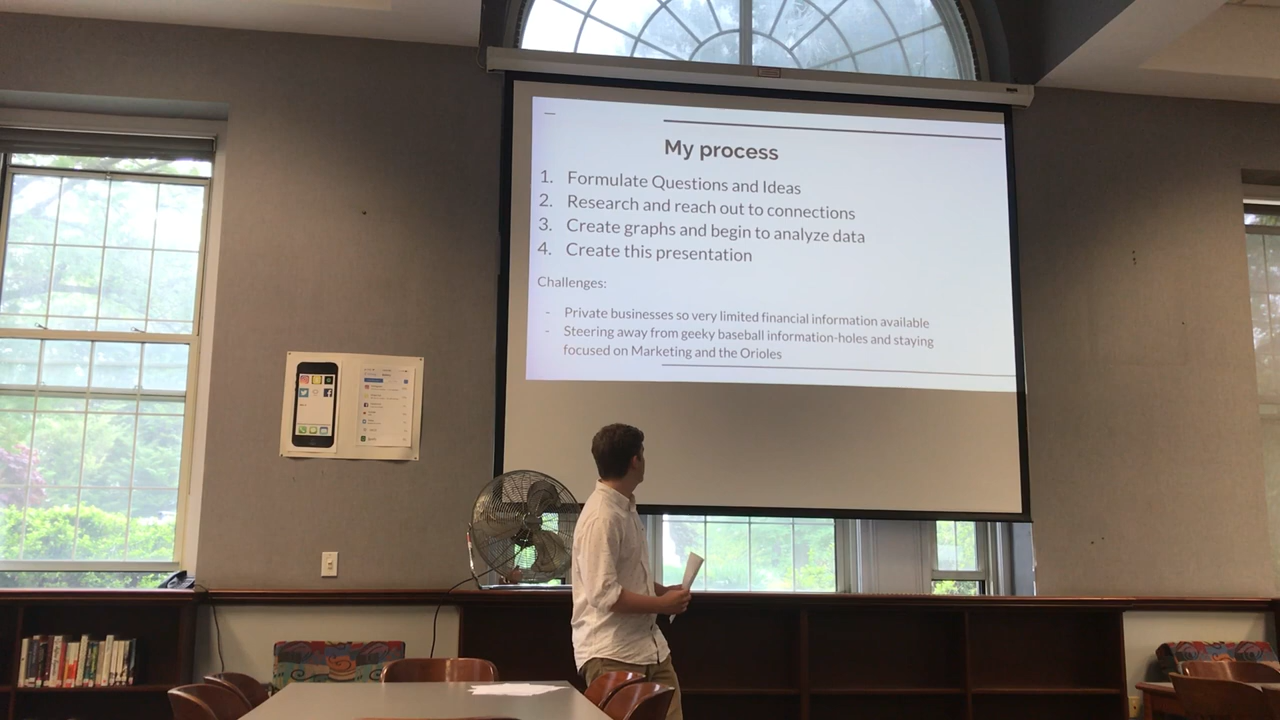 My process
1. Formulate Questions and Ideas
2. Research and reach out to connections
3. Create graphs and begin to analyze data
4. Create this presentation
Challenges:
- Private businesses so very limited financial information available
- Steering away from geeky baseball information-holes and staying
focused on Marketing and the Orioles